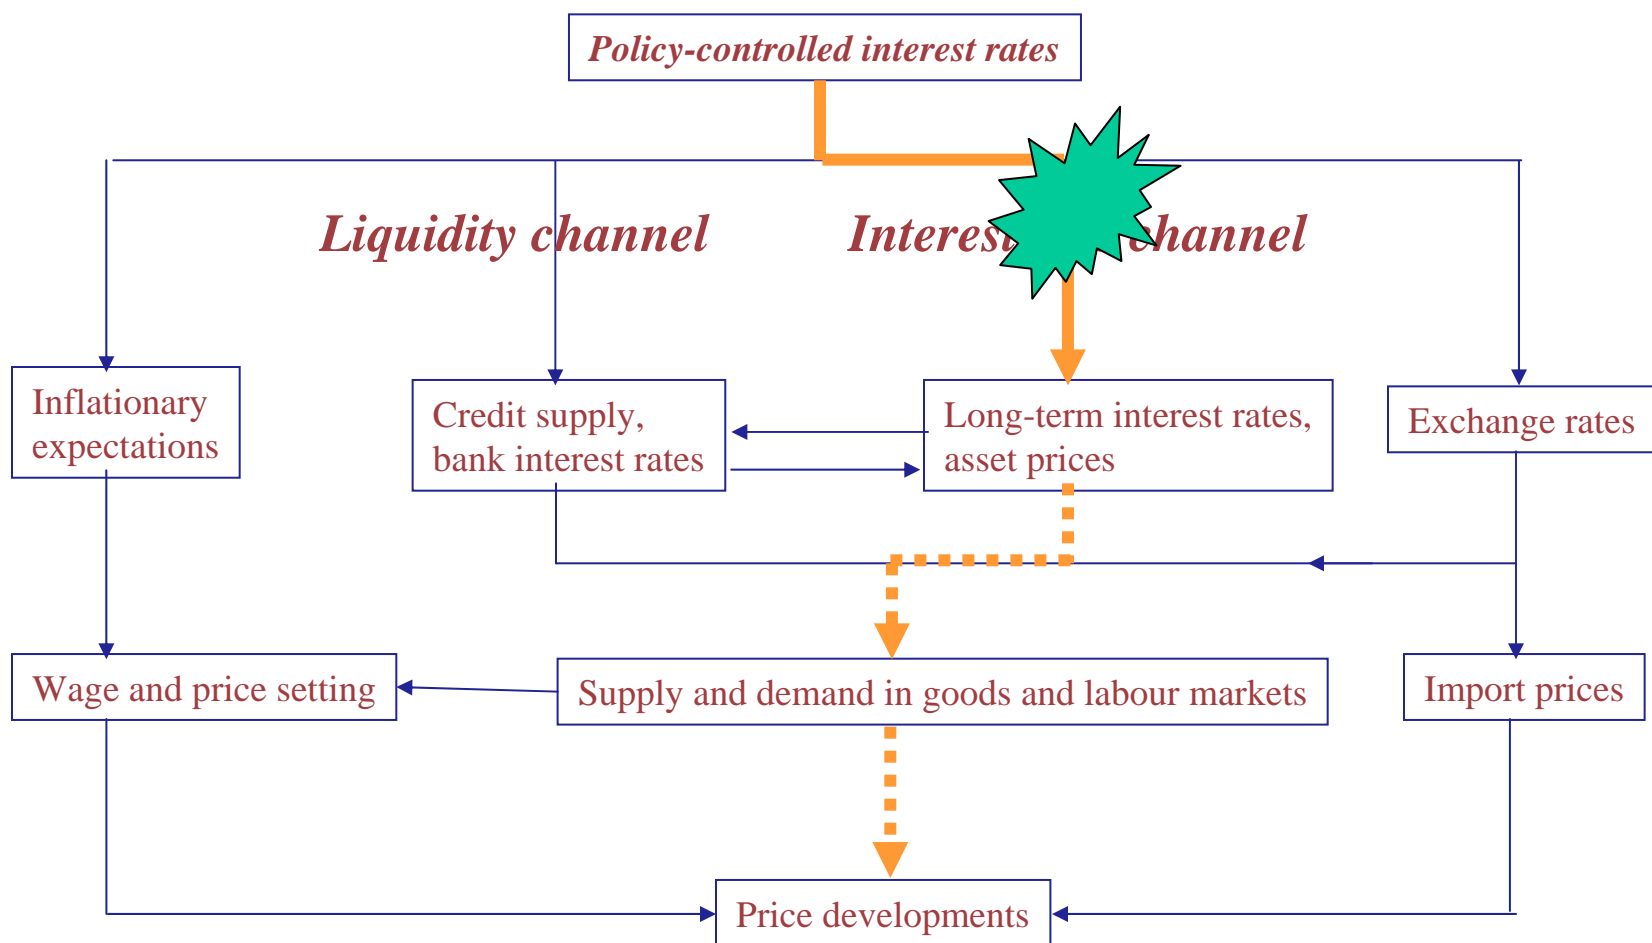 Policy-controlled interest rates
Liquidity channel
Interest channel
Inflationary
expectations
Credit supply,
bank interest rates
Long-term interest rates,
asset prices
Exchange rates
Wage and price setting
Supply and demand in goods and labour markets
Import prices
Price developments